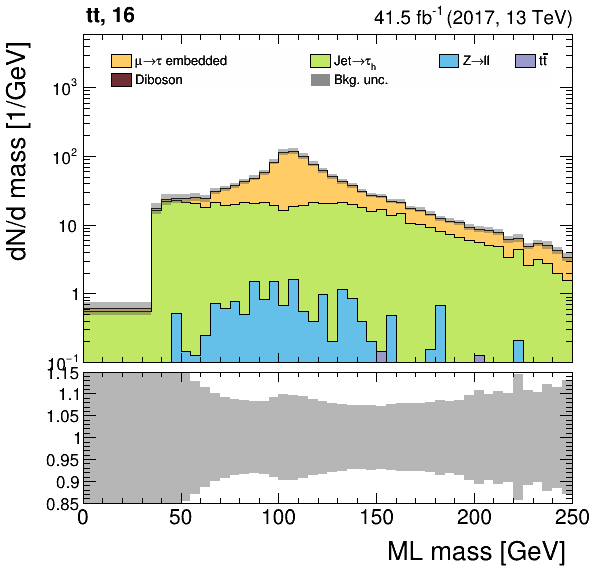 tt, 16
41.5 fb⁻¹ (2017, 13 TeV)
dN/d mass [1/GeV]
μ→τ embedded
Jet→τₕ
Z→ll
tt̄
Diboson
Bkg. unc.
10³
10²
10
1
10⁻¹
1.15
1.1
1.05
1
0.95
0.9
0.85
0 50 100 150 200 250
ML mass [GeV]